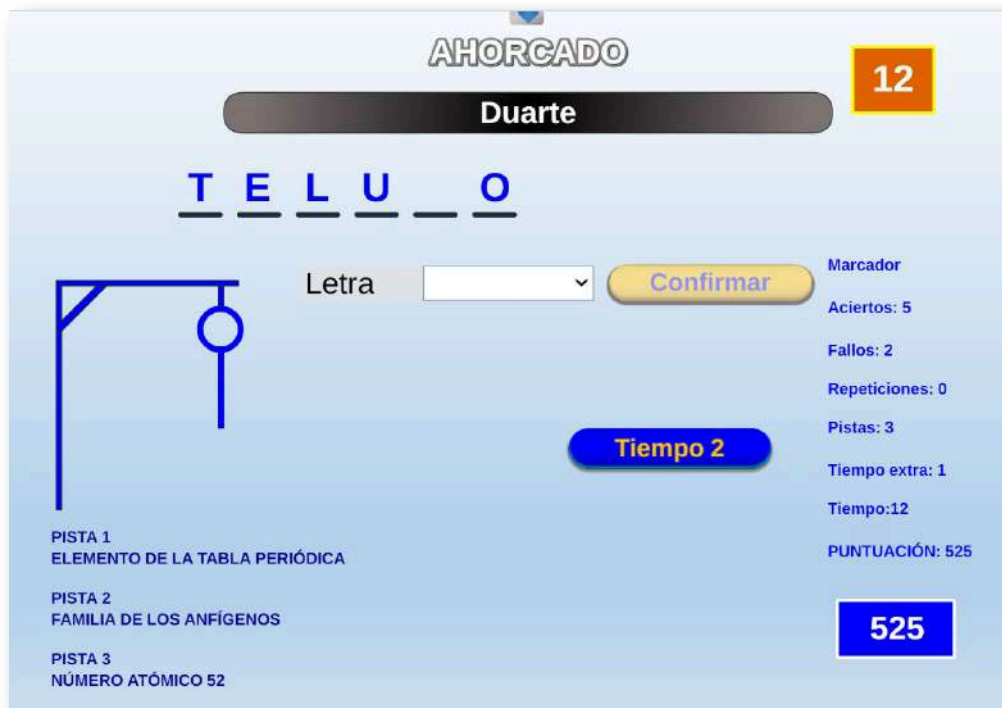 AHORCADO
12
Duarte
T E L U _ O
Letra
Confirmar
Marcador
Aciertos: 5
Fallos: 2
Repeticiones: 0
Pistas: 3
Tiempo 2
Tiempo extra: 1
Tiempo:12
PUNTUACIÓN: 525
525
PISTA 1
ELEMENTO DE LA TABLA PERIÓDICA
PISTA 2
FAMILIA DE LOS ANFÍGENOS
PISTA 3
NÚMERO ATÓMICO 52